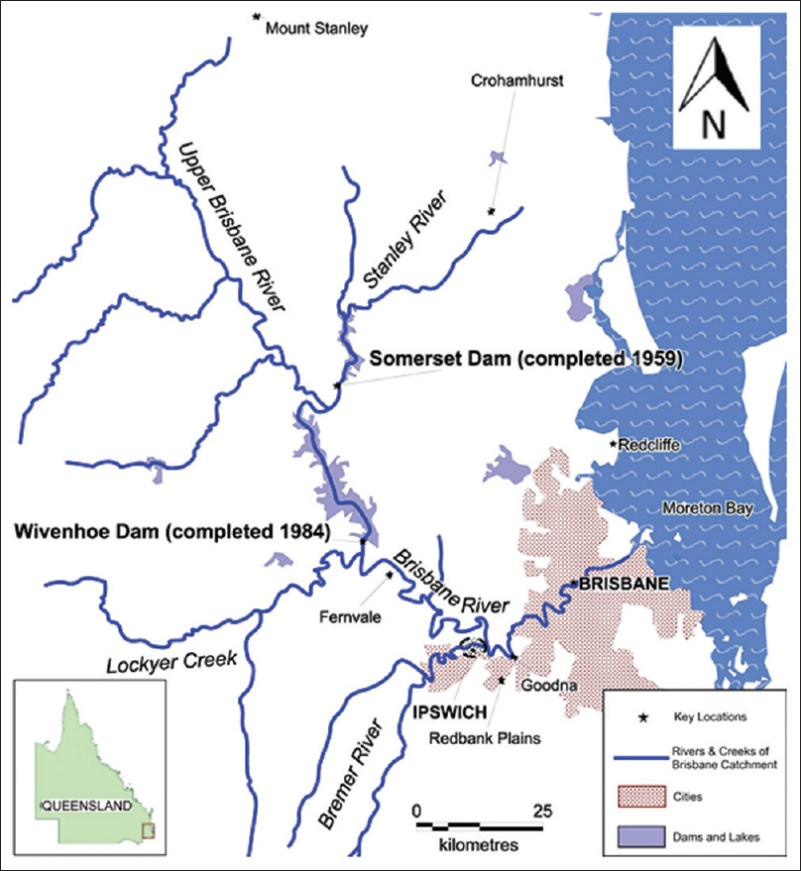 Mount Stanley
Crohamhurst
N
Upper Brisbane River
Stanley River
Somerset Dam (completed 1959)
Redcliffe
Moreton Bay
Wivenhoe Dam (completed 1984)
Brisbane River
BRISBANE
Fernvale
Lockyer Creek
Goodna
IPSWICH
Redbank Plains
Bremer River
QUEENSLAND
0 25
kilometres
Key Locations
Rivers & Creeks of
Brisbane Catchment
Cities
Dams and Lakes